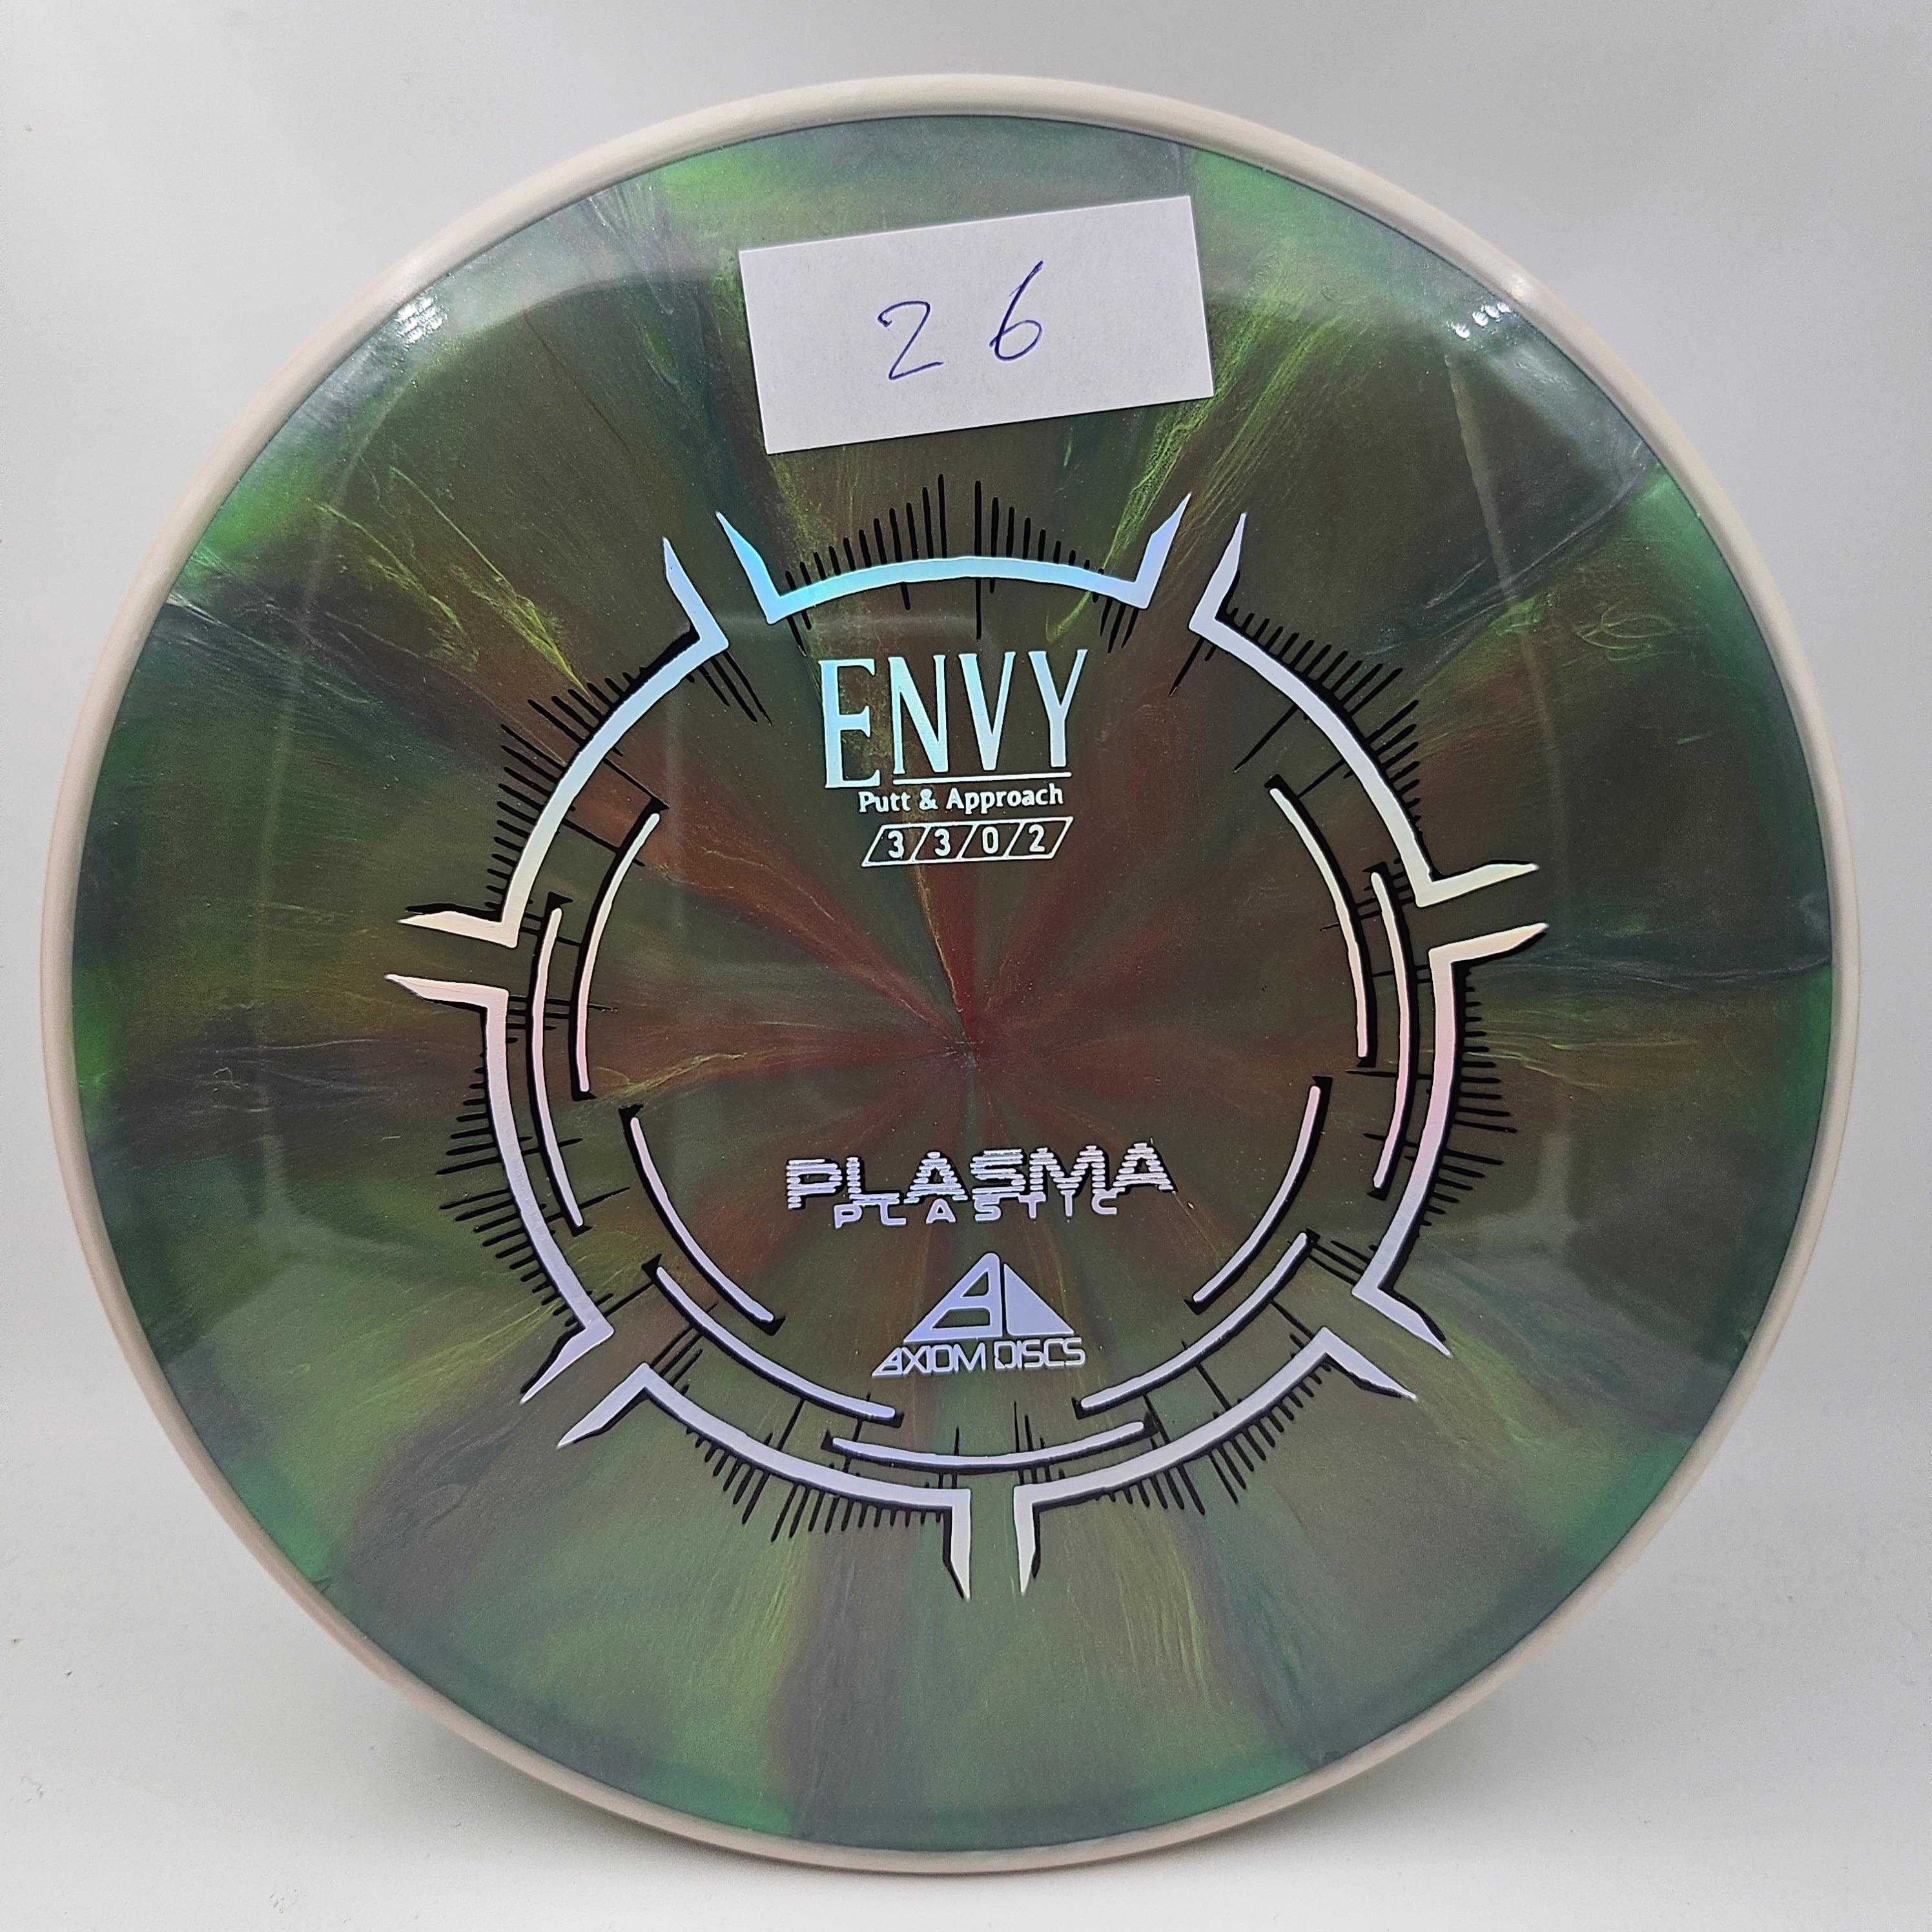 26
ENVY
Putt & Approach
3/3/0/2
PLASMA
PLASTIC
AXIOM DISCS